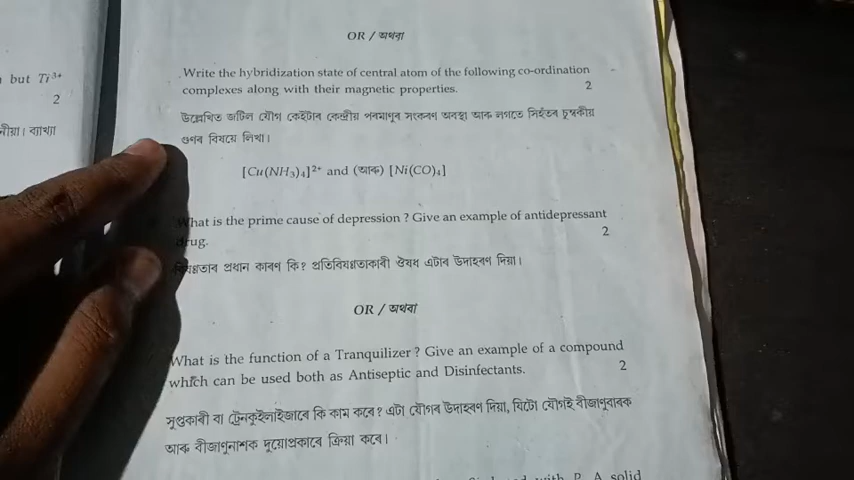 but Ti³⁺
2
নীয়া। ব্যাখ্যা
OR / অথবা
Write the hybridization state of central atom of the following co-ordination
complexes along with their magnetic properties. 2
উল্লেখিত জটিল যৌগ কেইটাৰ কেন্দ্ৰীয় পৰমাণুৰ সংকৰণ অৱস্থা আৰু লগতে সিহঁতৰ চুম্বকীয়
গুণৰ বিষয়ে লিখা।
[Cu(NH₃)₄]²⁺ and (আৰু) [Ni(CO)₄]
What is the prime cause of depression ? Give an example of antidepressant
drug. 2
বিষণ্ণতাৰ প্ৰধান কাৰণ কি? প্ৰতিবিষণ্ণতাকাৰী ঔষধ এটাৰ উদাহৰণ দিয়া।
OR / অথবা
What is the function of a Tranquilizer ? Give an example of a compound
which can be used both as Antiseptic and Disinfectants. 2
সুপ্তকাৰী বা ট্ৰেনকুইলাইজাৰে কি কাম কৰে? এটা যৌগৰ উদাহৰণ দিয়া, যিটো যৌগই বীজাণুবাৰক
আৰু বীজাণুনাশক দুয়োপ্ৰকাৰে ক্ৰিয়া কৰে।
with P. A solid